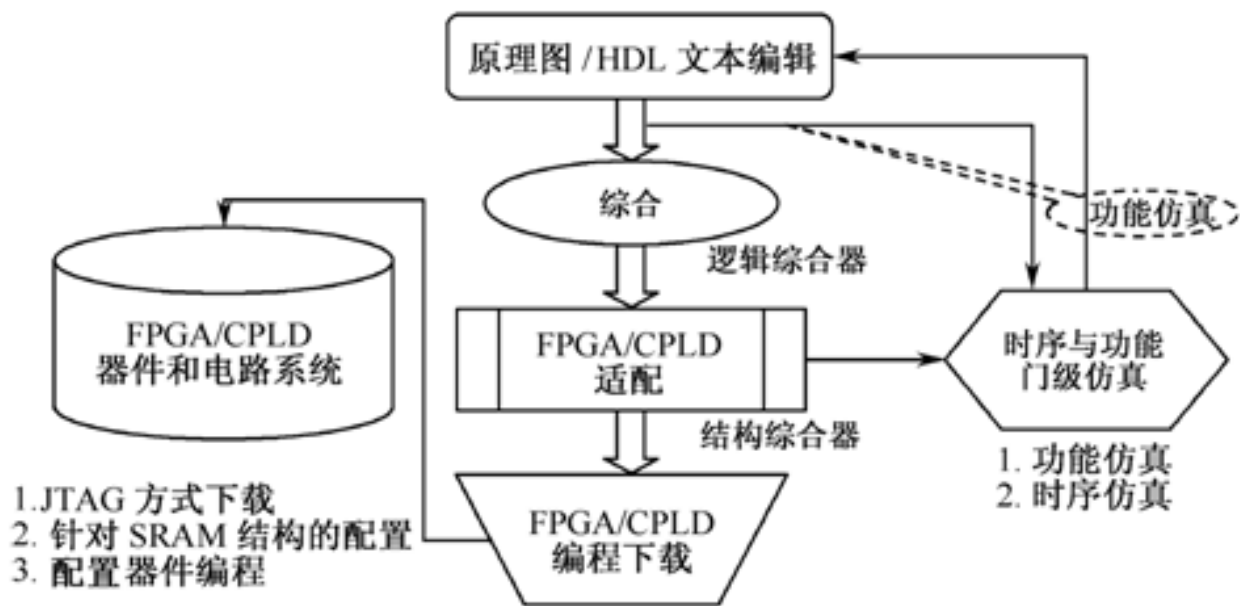 原理图 /HDL 文本编辑
综合
功能仿真
逻辑综合器
FPGA/CPLD
器件和电路系统
FPGA/CPLD
适配
时序与功能
门级仿真
结构综合器
1. 功能仿真
2. 时序仿真
1.JTAG 方式下载
2. 针对 SRAM 结构的配置
3. 配置器件编程
FPGA/CPLD
编程下载